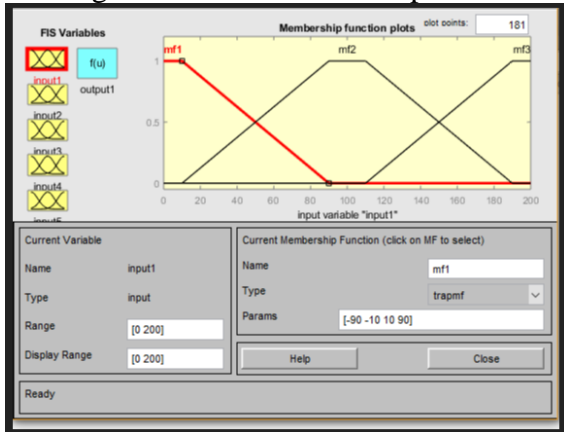 FIS Variables
Membership function plots
plot points:
181
f(u)
input1
output1
input2
input3
input4
input5
mf1
mf2
mf3
1
0.5
0
0
20
40
60
80
100
120
140
160
180
200
input variable "input1"
Current Variable
Name
input1
Type
input
Range
[0 200]
Display Range
[0 200]
Current Membership Function (click on MF to select)
Name
mf1
Type
trapmf
Params
[-90 -10 10 90]
Help
Close
Ready